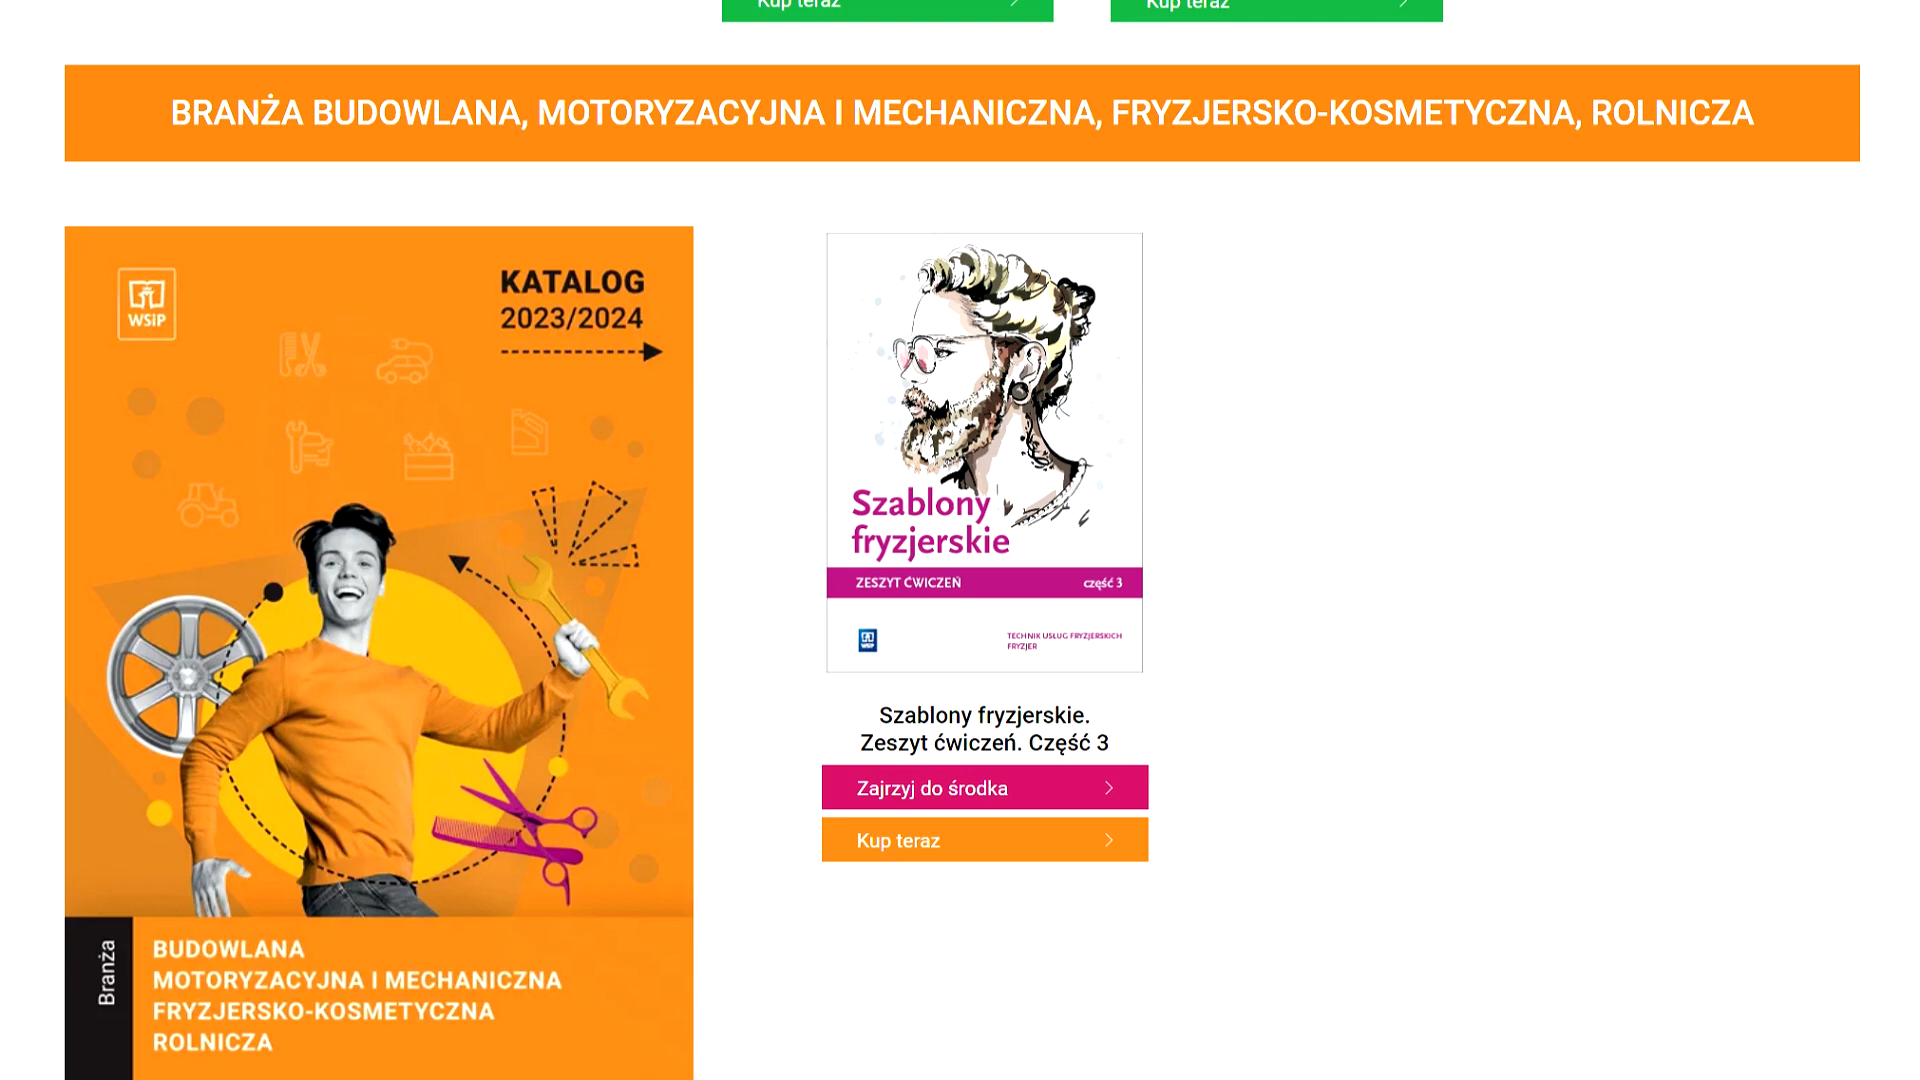 Kup teraz
Kup teraz
BRANŻA BUDOWLANA, MOTORYZACYJNA I MECHANICZNA, FRYZJERSKO-KOSMETYCZNA, ROLNICZA
WSiP
KATALOG
2023/2024
Branża
BUDOWLANA
MOTORYZACYJNA I MECHANICZNA
FRYZJERSKO-KOSMETYCZNA
ROLNICZA
Szablony
fryzjerskie
ZESZYT ĆWICZEŃ część 3
WSiP
TECHNIK USŁUG FRYZJERSKICH
FRYZJER
Szablony fryzjerskie.
Zeszyt ćwiczeń. Część 3
Zajrzyj do środka
Kup teraz